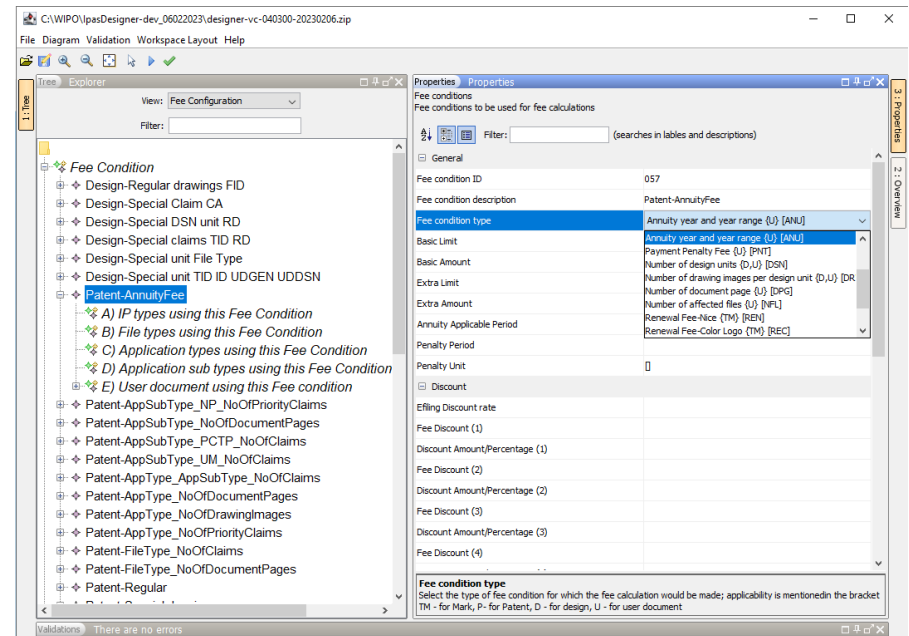 C:\WIPO\IpasDesigner-dev_06022023\designer-vc-040300-20230206.zip
File Diagram Validation Workspace Layout Help
Tree Explorer
1 : Tree
View: Fee Configuration
Filter:
Fee Condition
Design-Regular drawings FID
Design-Special Claim CA
Design-Special DSN unit RD
Design-Special claims TID RD
Design-Special unit File Type
Design-Special unit TID ID UDGEN UDDSN
Patent-AnnuityFee
A) IP types using this Fee Condition
B) File types using this Fee Condition
C) Application types using this Fee Condition
D) Application sub types using this Fee Condition
E) User document using this Fee condition
Patent-AppSubType_NP_NoOfPriorityClaims
Patent-AppSubType_NoOfDocumentPages
Patent-AppSubType_PCTP_NoOfClaims
Patent-AppSubType_UM_NoOfClaims
Patent-AppType_AppSubType_NoOfClaims
Patent-AppType_NoOfDocumentPages
Patent-AppType_NoOfDrawingImages
Patent-AppType_NoOfPriorityClaims
Patent-FileType_NoOfClaims
Patent-FileType_NoOfDocumentPages
Patent-Regular
Properties Properties
Fee conditions
Fee conditions to be used for fee calculations
Filter: (searches in lables and descriptions)
General
Fee condition ID 057
Fee condition description Patent-AnnuityFee
Fee condition type Annuity year and year range {U} [ANU]
Basic Limit Annuity year and year range {U} [ANU]
Payment Penalty Fee {U} [PNT]
Basic Amount Number of design units {D,U} [DSN]
Extra Limit Number of drawing images per design unit {D,U} [DR
Number of document page {U} [DPG]
Extra Amount Number of affected files {U} [NFL]
Annuity Applicable Period Renewal Fee-Nice {TM} [REN]
Renewal Fee-Color Logo {TM} [REC]
Penalty Period
Penalty Unit []
Discount
Efiling Discount rate
Fee Discount (1)
Discount Amount/Percentage (1)
Fee Discount (2)
Discount Amount/Percentage (2)
Fee Discount (3)
Discount Amount/Percentage (3)
Fee Discount (4)
Fee condition type
Select the type of fee condition for which the fee calculation would be made; applicability is mentionedin the bracket
TM - for Mark, P- for Patent, D - for design, U - for user document
3 : Properties
2 : Overview
Validations There are no errors